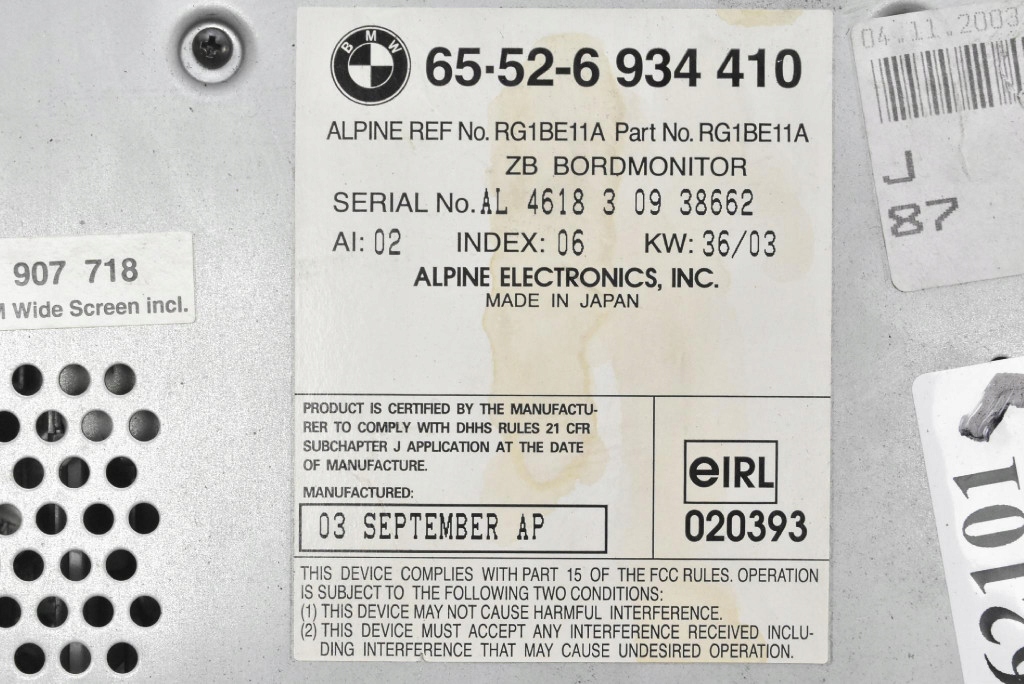 BMW
65·52-6 934 410
ALPINE REF No. RG1BE11A Part No. RG1BE11A
ZB BORDMONITOR
SERIAL No. AL 4618 3 09 38662
AI: 02 INDEX: 06 KW: 36/03
ALPINE ELECTRONICS, INC.
MADE IN JAPAN
PRODUCT IS CERTIFIED BY THE MANUFACTU-
RER TO COMPLY WITH DHHS RULES 21 CFR
SUBCHAPTER J APPLICATION AT THE DATE
OF MANUFACTURE.
MANUFACTURED:
03 SEPTEMBER AP
eIRL
020393
THIS DEVICE COMPLIES WITH PART 15 OF THE FCC RULES. OPERATION
IS SUBJECT TO THE FOLLOWING TWO CONDITIONS:
(1) THIS DEVICE MAY NOT CAUSE HARMFUL INTERFERENCE.
(2) THIS DEVICE MUST ACCEPT ANY INTERFERENCE RECEIVED INCLU-
DING INTERFERENCE THAT MAY CAUSE UNDESIRED OPERATION.
907 718
Wide Screen incl.
04.11.2003
J
87
62101